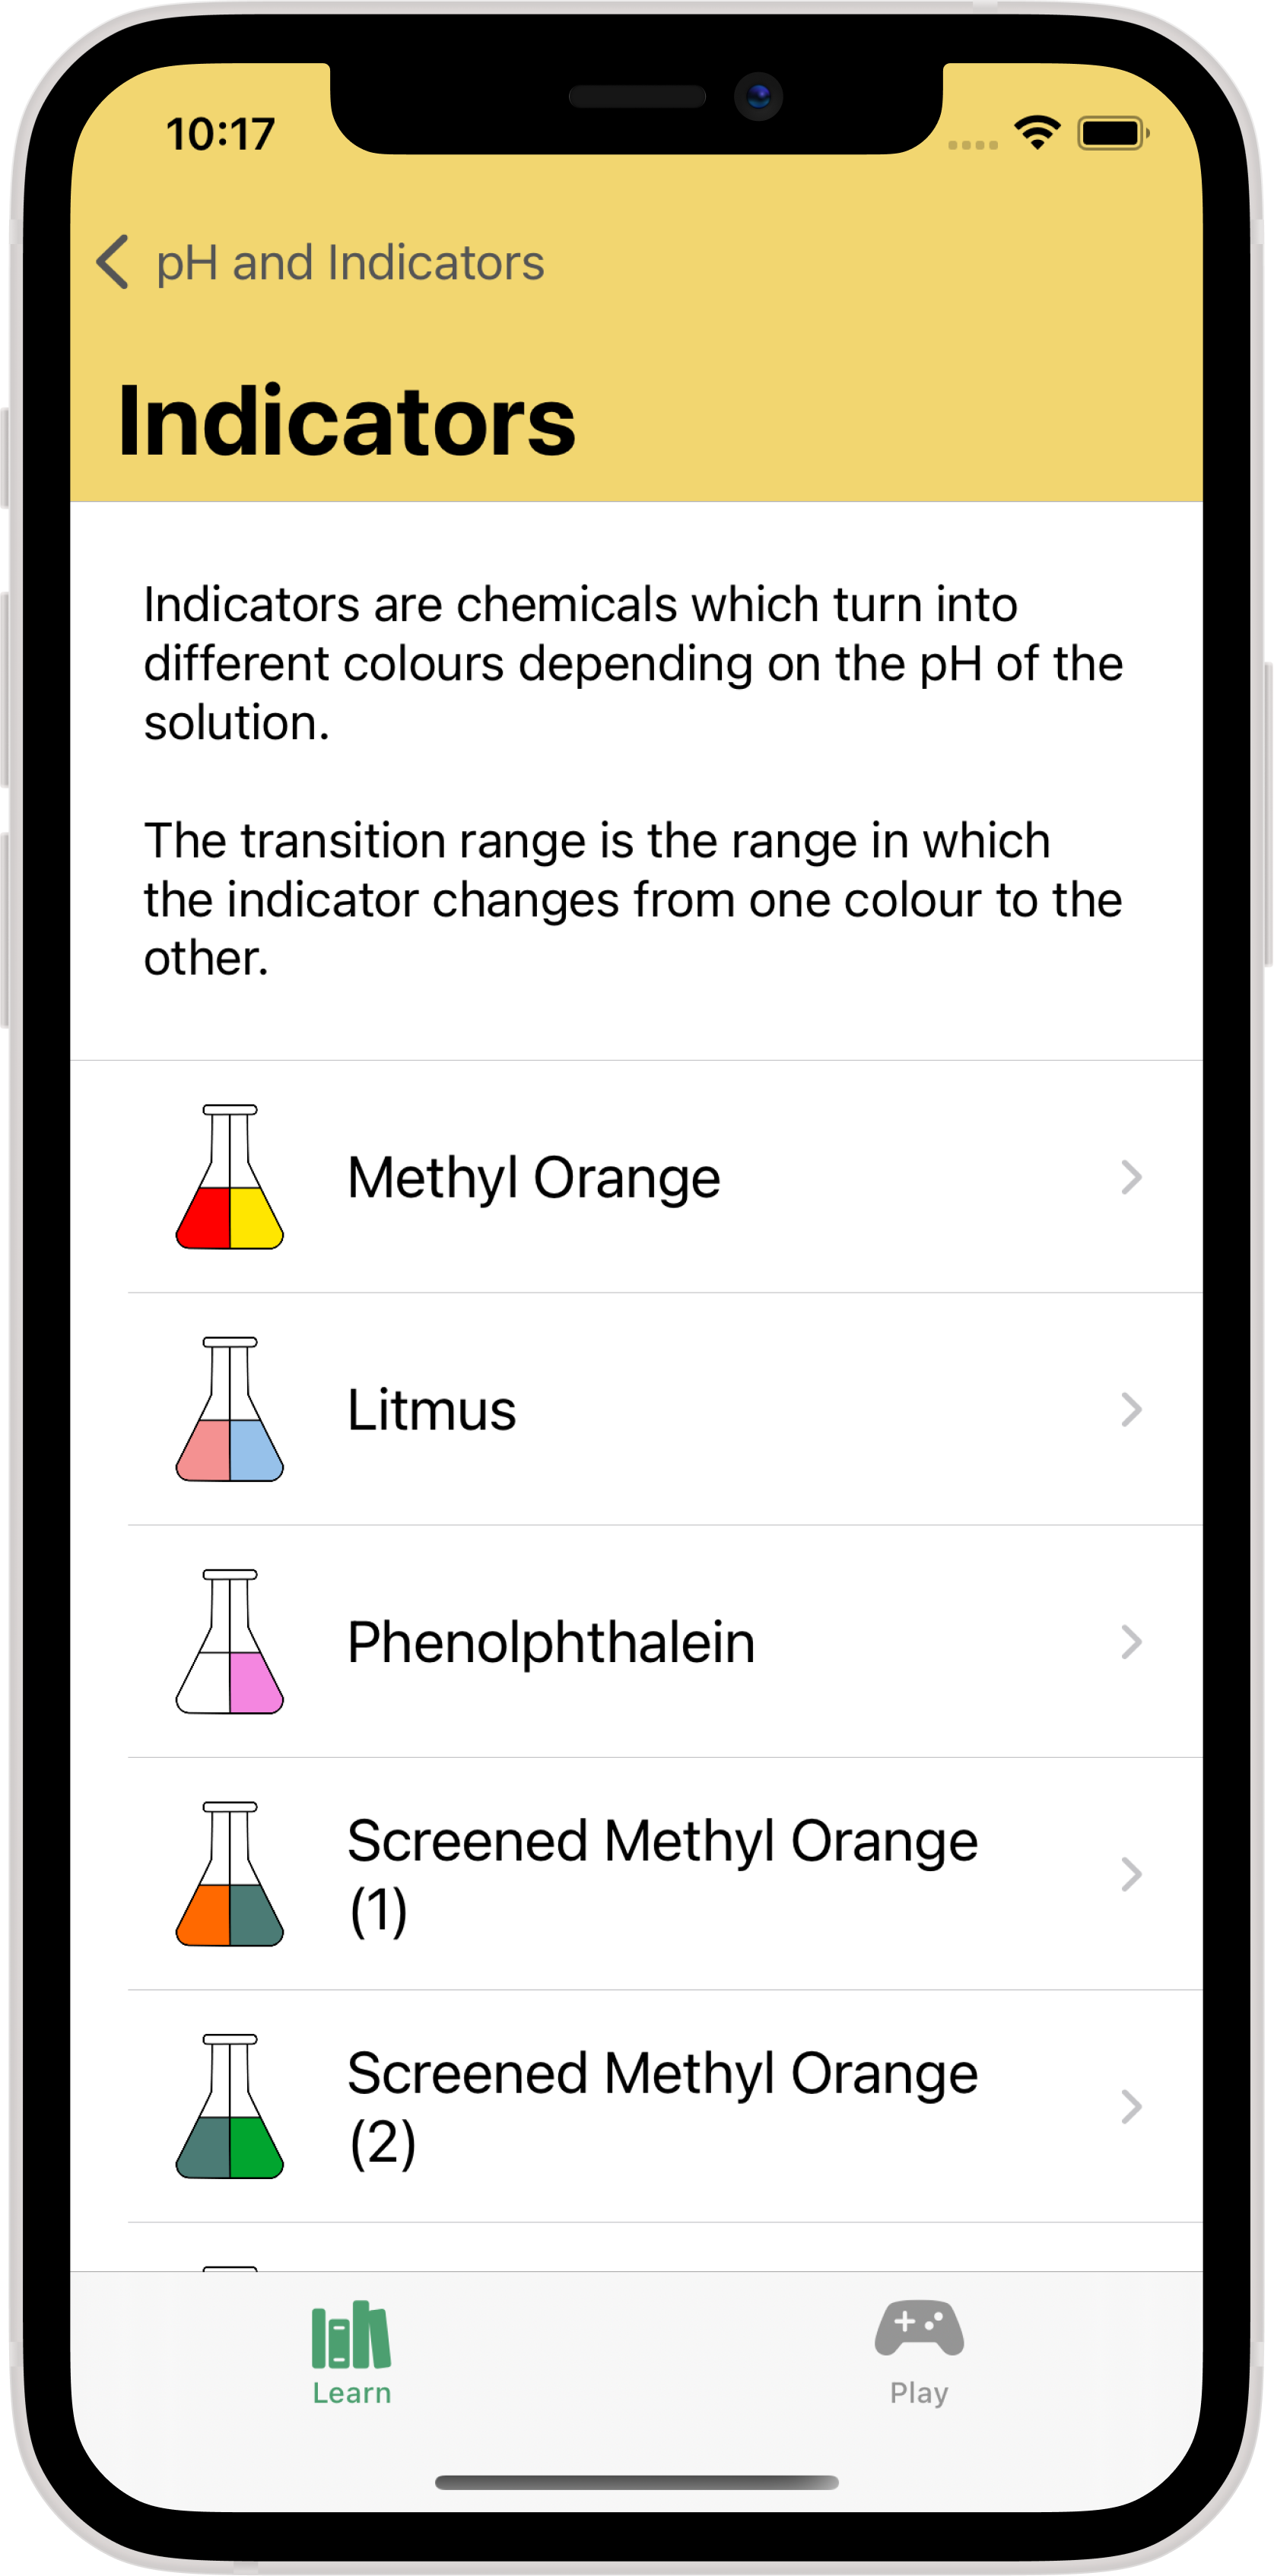 10:17
pH and Indicators
Indicators
Indicators are chemicals which turn into
different colours depending on the pH of the
solution.
The transition range is the range in which
the indicator changes from one colour to the
other.
Methyl Orange
Litmus
Phenolphthalein
Screened Methyl Orange
(1)
Screened Methyl Orange
(2)
Learn
Play